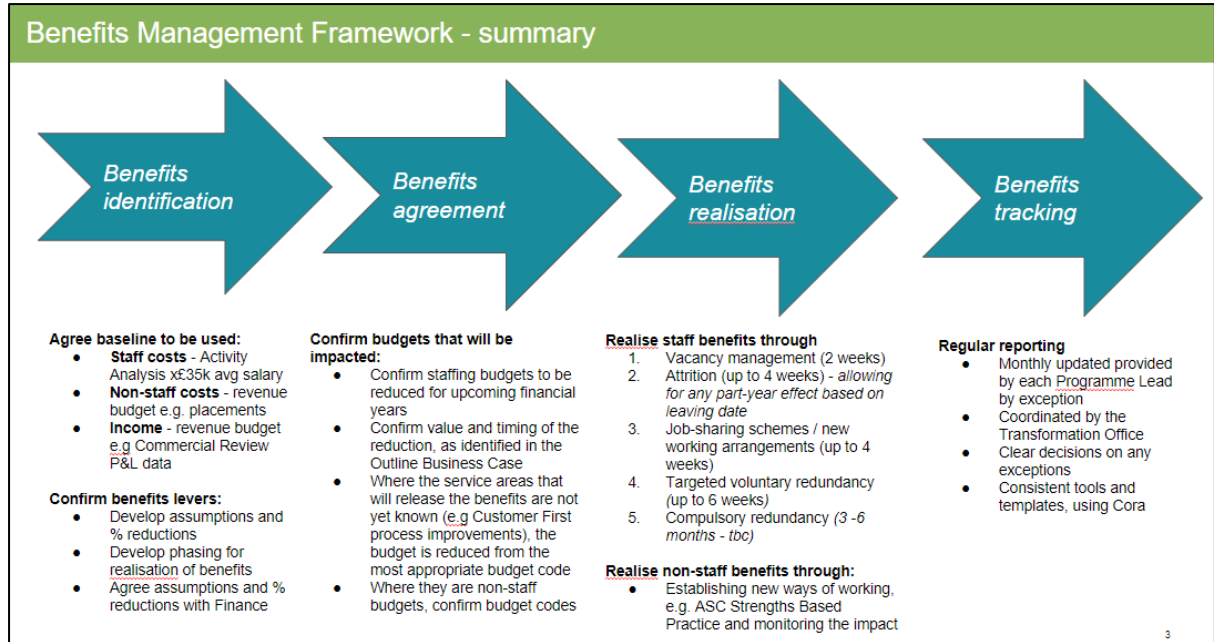 Benefits Management Framework - summary
Benefits
identification
Benefits
agreement
Benefits
realisation
Benefits
tracking
Agree baseline to be used:
● Staff costs - Activity
Analysis x£35k avg salary
● Non-staff costs - revenue
budget e.g. placements
● Income - revenue budget
e.g Commercial Review
P&L data
Confirm benefits levers:
● Develop assumptions and
% reductions
● Develop phasing for
realisation of benefits
● Agree assumptions and %
reductions with Finance
Confirm budgets that will be
impacted:
● Confirm staffing budgets to be
reduced for upcoming financial
years
● Confirm value and timing of the
reduction, as identified in the
Outline Business Case
● Where the service areas that
will release the benefits are not
yet known (e.g Customer First
process improvements), the
budget is reduced from the
most appropriate budget code
● Where they are non-staff
budgets, confirm budget codes
Realise staff benefits through
1. Vacancy management (2 weeks)
2. Attrition (up to 4 weeks) - allowing
for any part-year effect based on
leaving date
3. Job-sharing schemes / new
working arrangements (up to 4
weeks)
4. Targeted voluntary redundancy
(up to 6 weeks)
5. Compulsory redundancy (3 -6
months - tbc)
Realise non-staff benefits through:
● Establishing new ways of working,
e.g. ASC Strengths Based
Practice and monitoring the impact
Regular reporting
● Monthly updated provided
by each Programme Lead
by exception
● Coordinated by the
Transformation Office
● Clear decisions on any
exceptions
● Consistent tools and
templates, using Cora
3